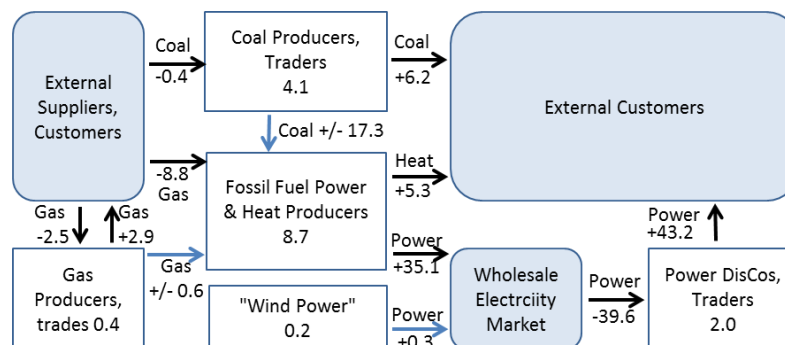 Coal
-0.4
Coal Producers,
Traders
4.1
Coal
+6.2
External
Suppliers,
Customers
External Customers
Coal +/- 17.3
-8.8
Gas
Fossil Fuel Power
& Heat Producers
8.7
Heat
+5.3
Gas
-2.5
Gas
+2.9
Power
+43.2
Gas
Producers,
trades 0.4
Gas
+/- 0.6
Power
+35.1
Wholesale
Electrciity
Market
Power
-39.6
Power DisCos,
Traders
2.0
"Wind Power"
0.2
Power
+0.3